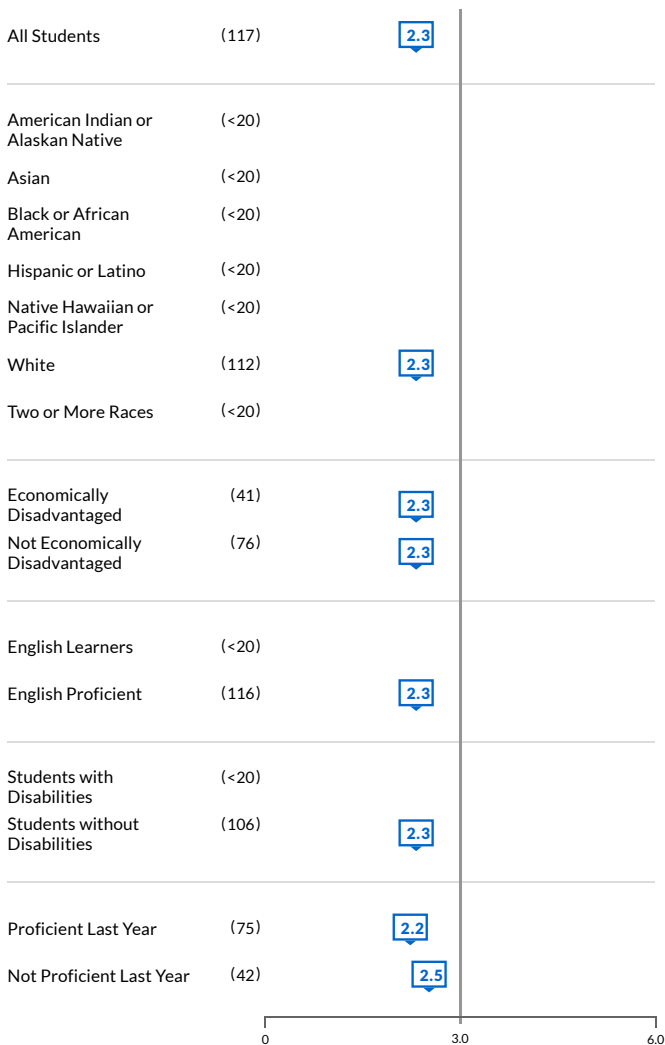 All Students (117) 2.3
American Indian or (<20)
Alaskan Native
Asian (<20)
Black or African (<20)
American
Hispanic or Latino (<20)
Native Hawaiian or (<20)
Pacific Islander
White (112) 2.3
Two or More Races (<20)
Economically (41) 2.3
Disadvantaged
Not Economically (76) 2.3
Disadvantaged
English Learners (<20)
English Proficient (116) 2.3
Students with (<20)
Disabilities
Students without (106) 2.3
Disabilities
Proficient Last Year (75) 2.2
Not Proficient Last Year (42) 2.5
0 3.0 6.0